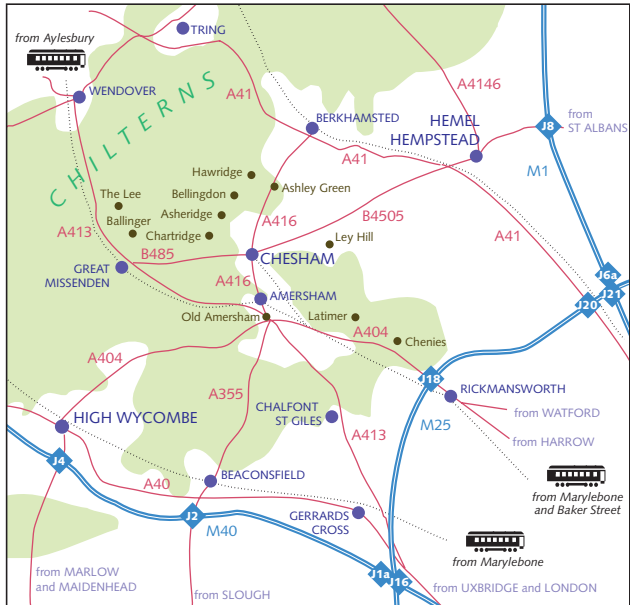 TRING
from Aylesbury
WENDOVER
CHILTERNS
A41
A4146
BERKHAMSTED
HEMEL
HEMPSTEAD
J8
from
ST ALBANS
A41
M1
Hawridge
Ashley Green
The Lee
Bellingdon
Ballinger
Asheridge
Chartridge
A416
B4505
Ley Hill
A413
B485
CHESHAM
A41
GREAT
MISSENDEN
A416
AMERSHAM
J6a
J21
J20
Old Amersham
Latimer
A404
Chenies
A404
J18
A355
RICKMANSWORTH
HIGH WYCOMBE
CHALFONT
ST GILES
from WATFORD
M25
A413
from HARROW
J4
A40
BEACONSFIELD
from Marylebone
and Baker Street
J2
M40
GERRARDS
CROSS
from Marylebone
from MARLOW
and MAIDENHEAD
J1a
J16
from SLOUGH
from UXBRIDGE and LONDON